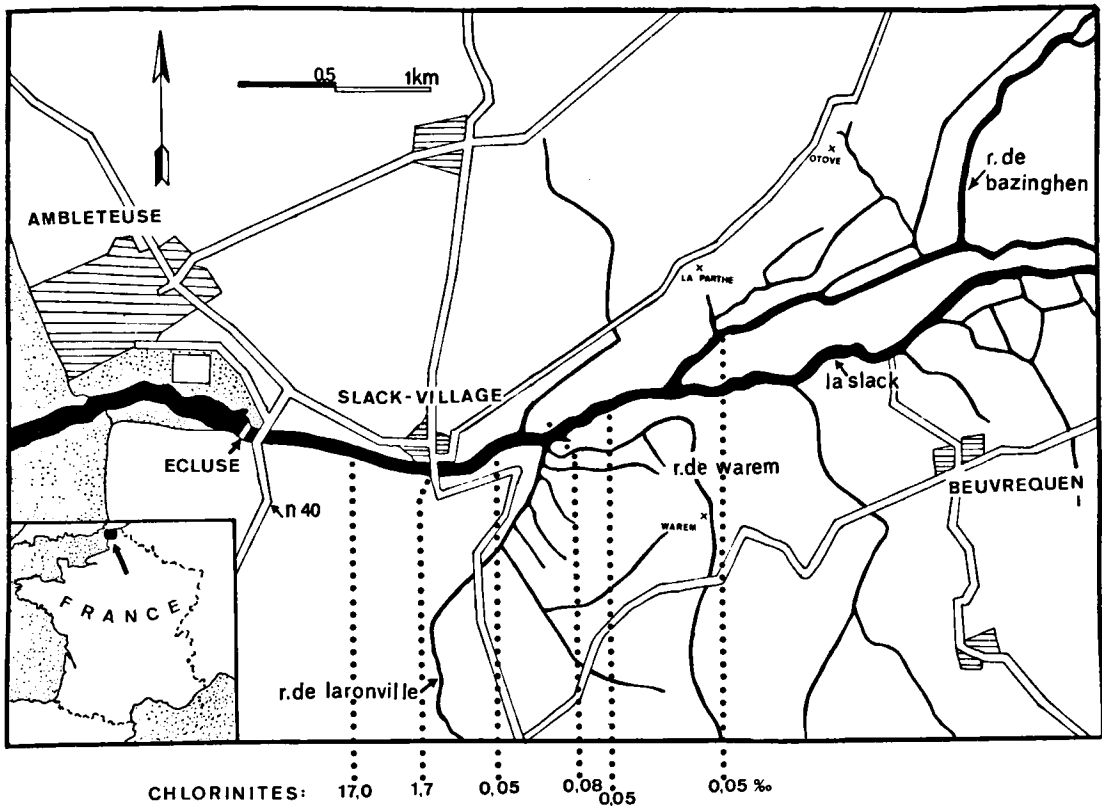 0.5
1km
OTOVE
r. de
bazinghen
AMBLETEUSE
LA PARTHE
SLACK-VILLAGE
la slack
ECLUSE
r.de warem
BEUVREQUEN
n 40
WAREM
FRANCE
r.de laronville
CHLORINITES: 17,0 1,7 0,05 0,08 0,05 0,05 ‰